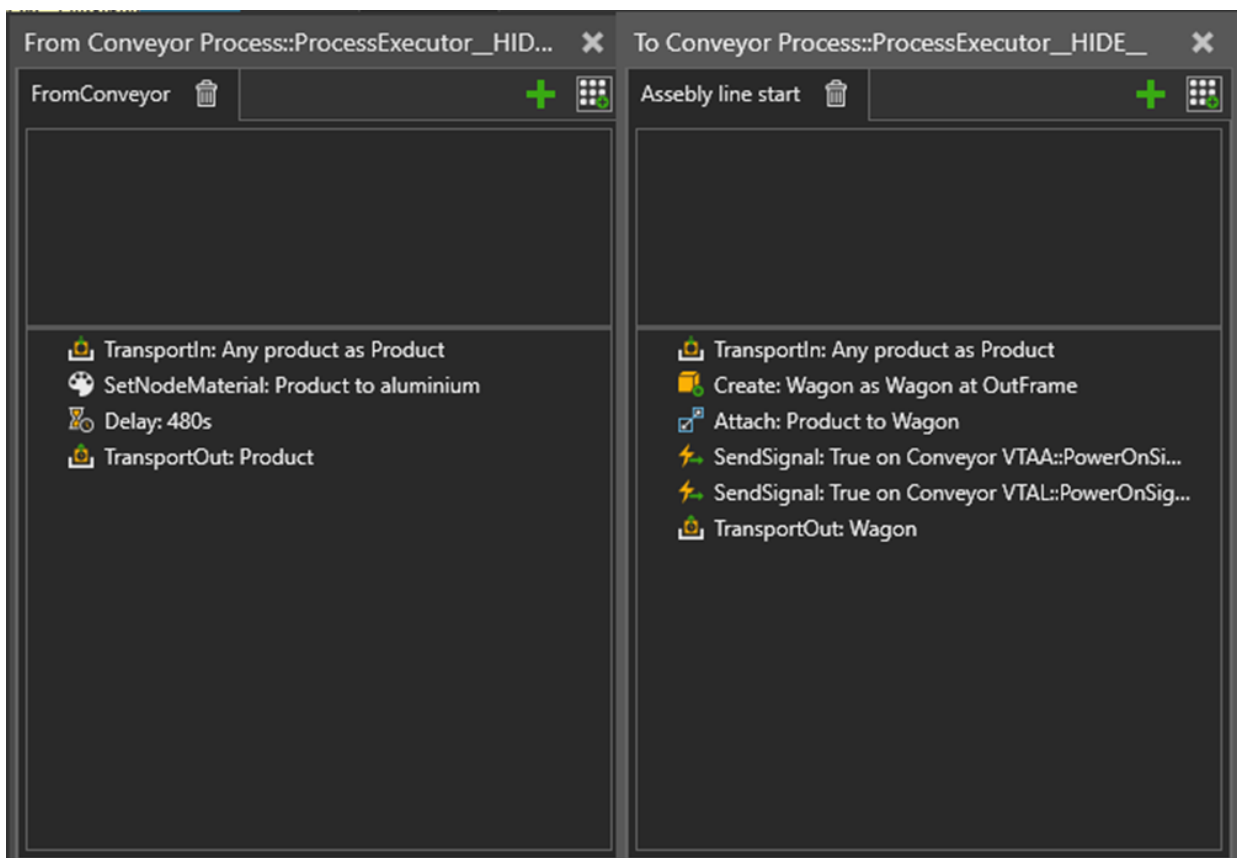 From Conveyor Process::ProcessExecutor__HID...
FromConveyor
TransportIn: Any product as Product
SetNodeMaterial: Product to aluminium
Delay: 480s
TransportOut: Product
To Conveyor Process::ProcessExecutor__HIDE__
Assebly line start
TransportIn: Any product as Product
Create: Wagon as Wagon at OutFrame
Attach: Product to Wagon
SendSignal: True on Conveyor VTAA::PowerOnSi...
SendSignal: True on Conveyor VTAL::PowerOnSig...
TransportOut: Wagon